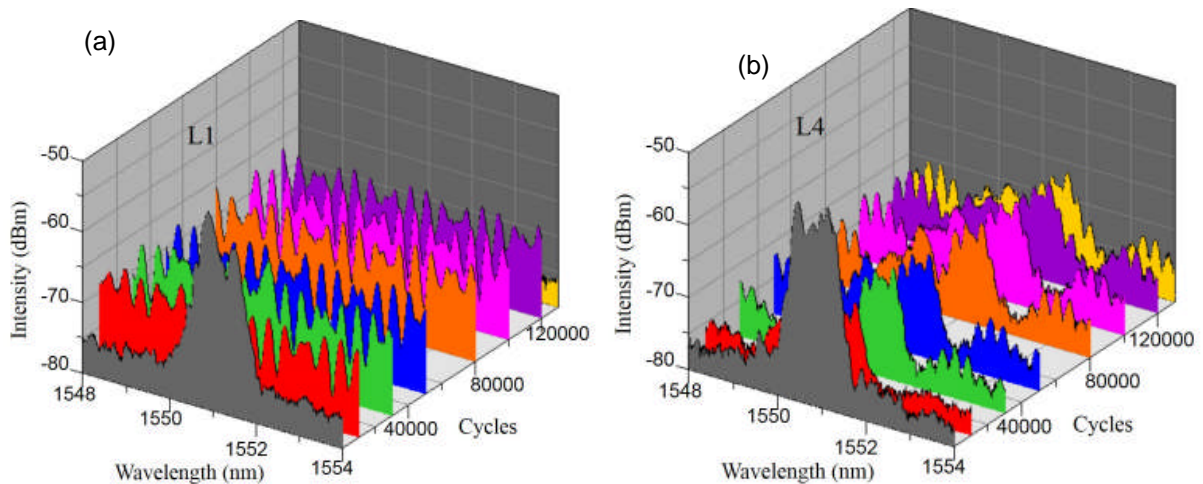 (a)
L1
Intensity (dBm)
-50
-60
-70
-80
1548
1550
1552
1554
Wavelength (nm)
40000
80000
120000
Cycles
(b)
L4
Intensity (dBm)
-50
-60
-70
-80
1548
1550
1552
1554
Wavelength (nm)
40000
80000
120000
Cycles